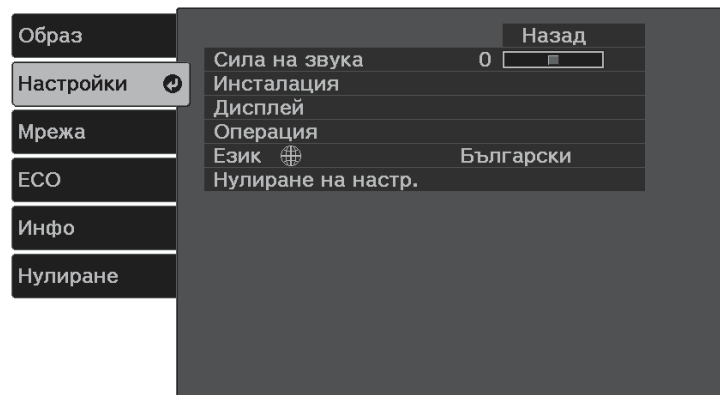 Образ
Настройки
Мрежа
ECO
Инфо
Нулиране
Назад
Сила на звука 0
Инсталация
Дисплей
Операция
Език Български
Нулиране на настр.